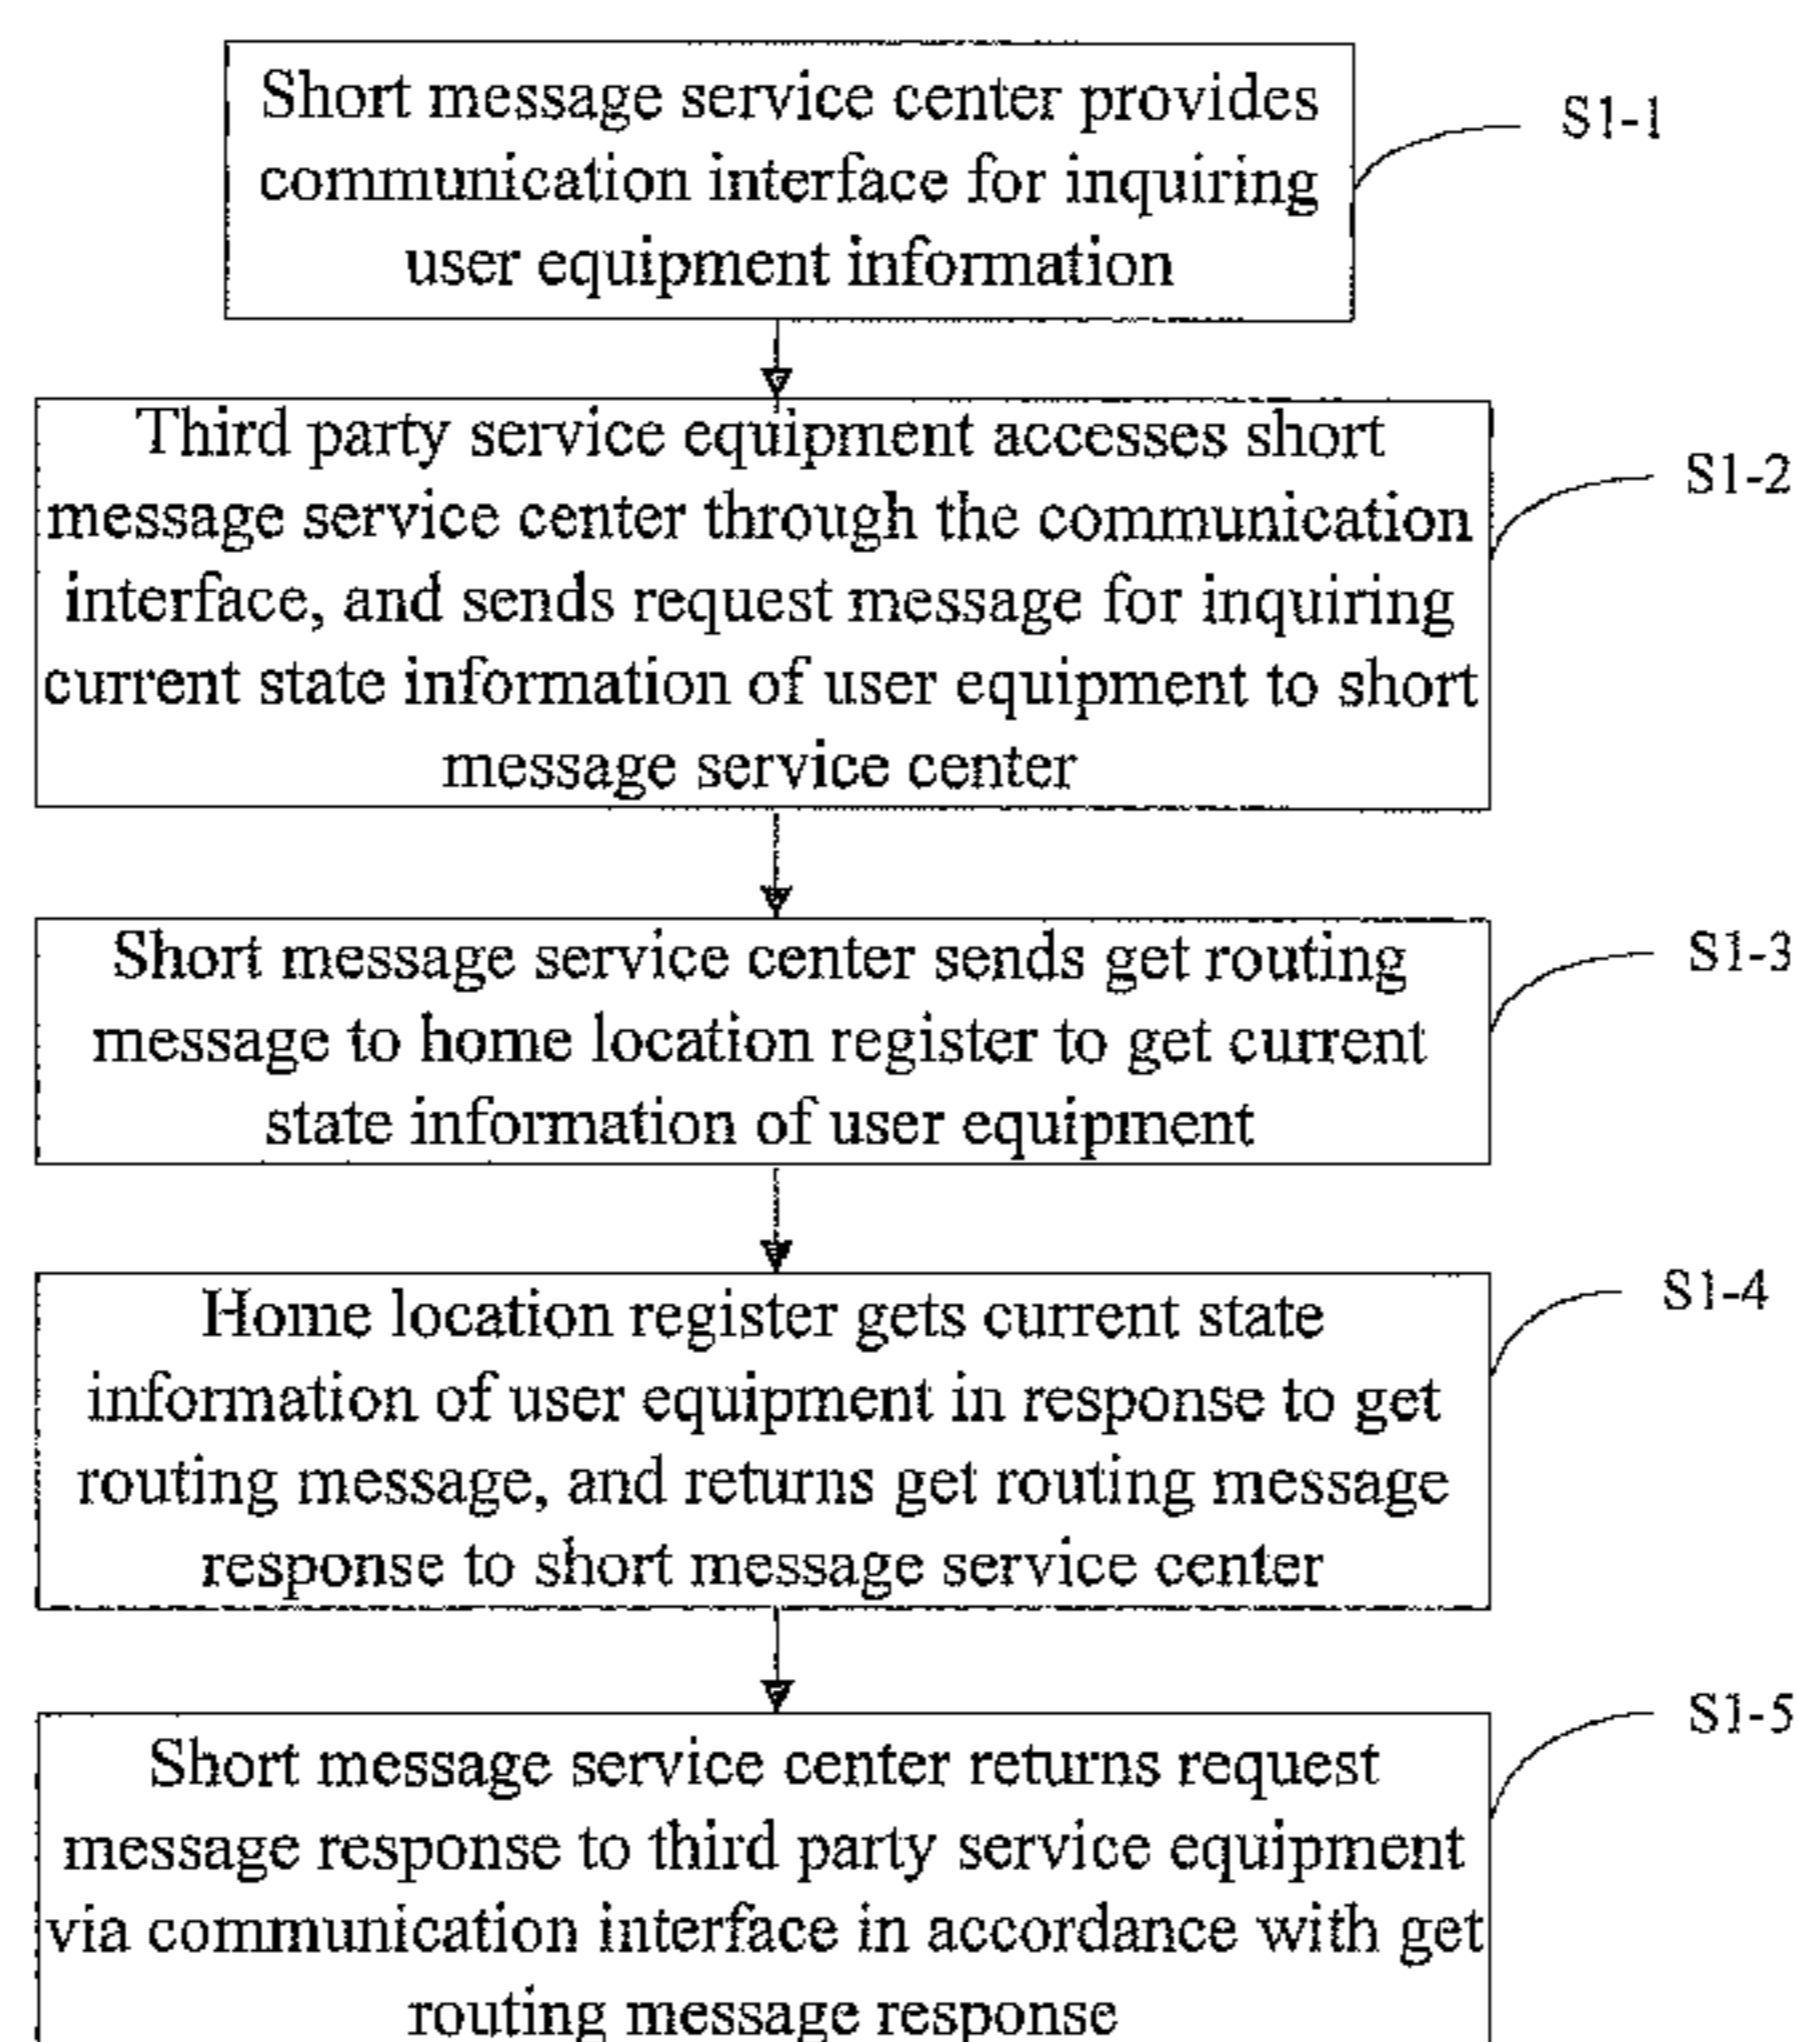 Short message service center provides
communication interface for inquiring
user equipment information
S1-1
Third party service equipment accesses short
message service center through the communication
interface, and sends request message for inquiring
current state information of user equipment to short
message service center
S1-2
Short message service center sends get routing
message to home location register to get current
state information of user equipment
S1-3
Home location register gets current state
information of user equipment in response to get
routing message, and returns get routing message
response to short message service center
S1-4
Short message service center returns request
message response to third party service equipment
via communication interface in accordance with get
routing message response
S1-5